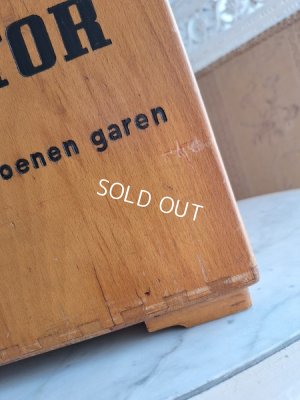 TOR
oenen garen
SOLD OUT